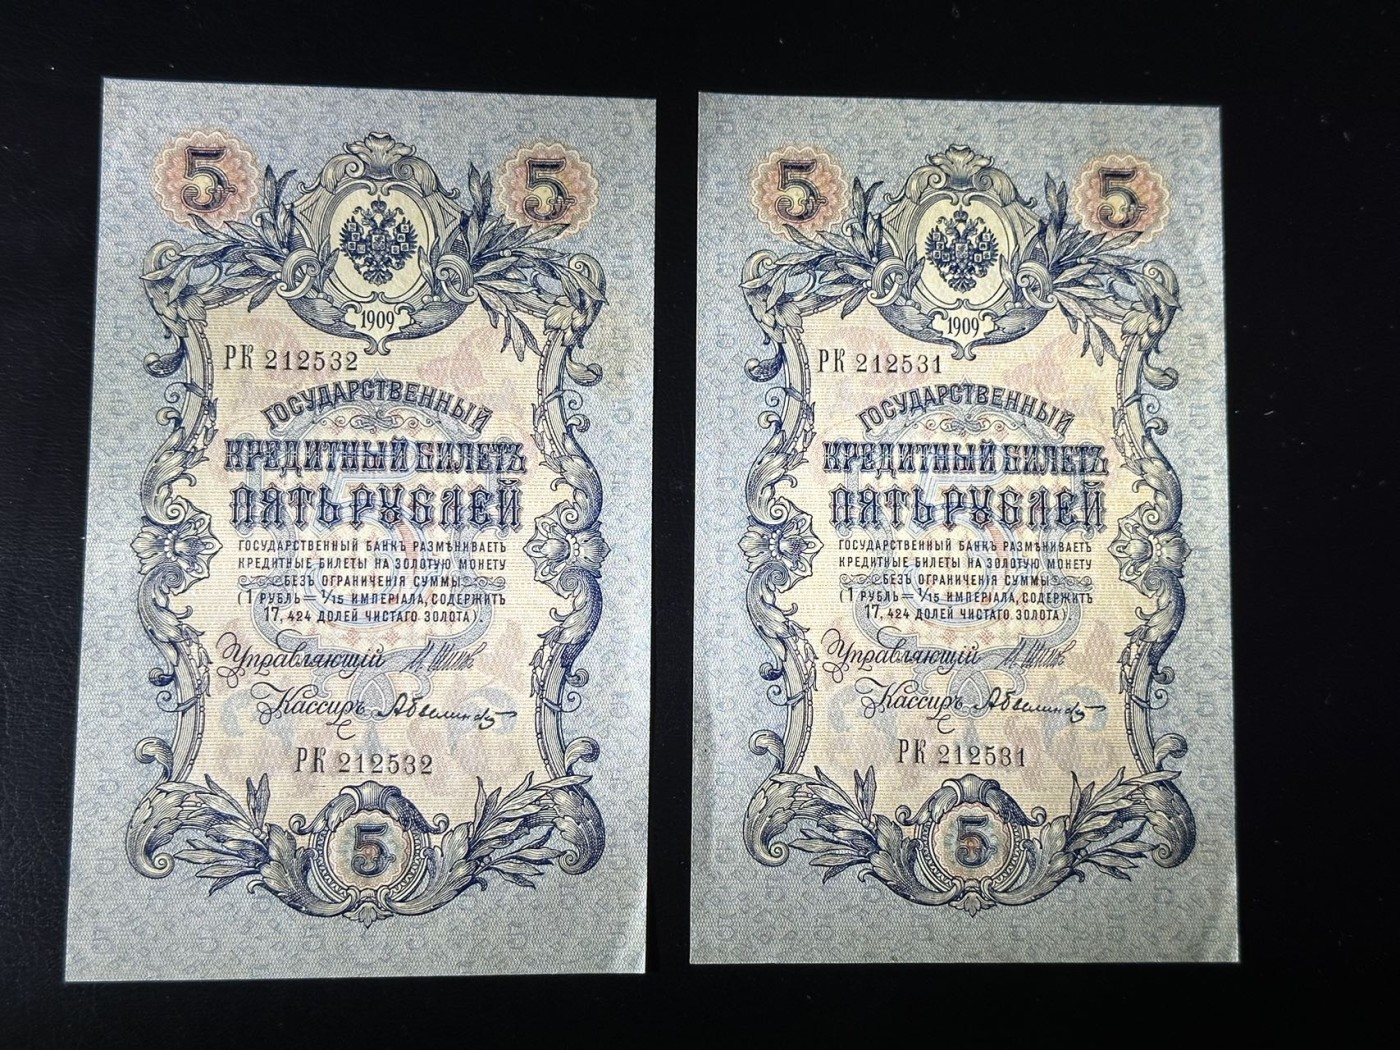 5 5
1909
РК 212532
ГОСУДАРСТВЕННЫЙ
КРЕДИТНЫЙ БИЛЕТЪ
ПЯТЬ РУБЛЕЙ
ГОСУДАРСТВЕННЫЙ БАНКЪ РАЗМѢНИВАЕТЪ
КРЕДИТНЫЕ БИЛЕТЫ НА ЗОЛОТУЮ МОНЕТУ
БЕЗЪ ОГРАНИЧЕНІЯ СУММЫ
(1 РУБЛЬ = 1/15 ИМПЕРІАЛА, СОДЕРЖИТЪ
17,424 ДОЛЕЙ ЧИСТАГО ЗОЛОТА).
Управляющій
Кассиръ
РК 212532
5
5 5
1909
РК 212531
ГОСУДАРСТВЕННЫЙ
КРЕДИТНЫЙ БИЛЕТЪ
ПЯТЬ РУБЛЕЙ
ГОСУДАРСТВЕННЫЙ БАНКЪ РАЗМѢНИВАЕТЪ
КРЕДИТНЫЕ БИЛЕТЫ НА ЗОЛОТУЮ МОНЕТУ
БЕЗЪ ОГРАНИЧЕНІЯ СУММЫ
(1 РУБЛЬ = 1/15 ИМПЕРІАЛА, СОДЕРЖИТЪ
17,424 ДОЛЕЙ ЧИСТАГО ЗОЛОТА).
Управляющій
Кассиръ
РК 212531
5